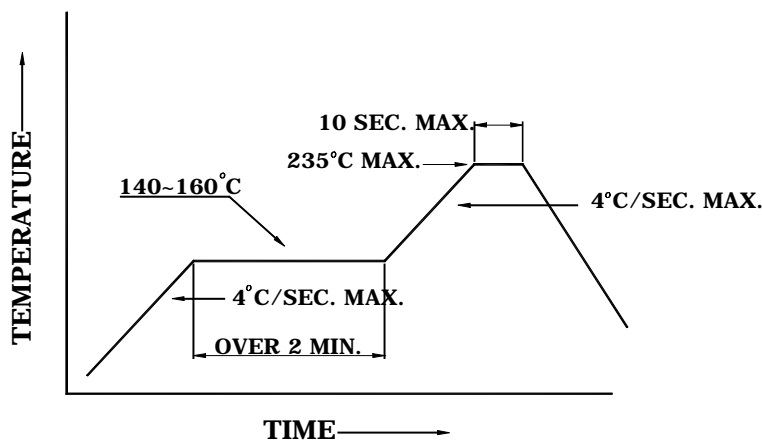 10 SEC. MAX.
235°C MAX.
140~160°C
4°C/SEC. MAX.
4°C/SEC. MAX.
OVER 2 MIN.
TEMPERATURE
TIME